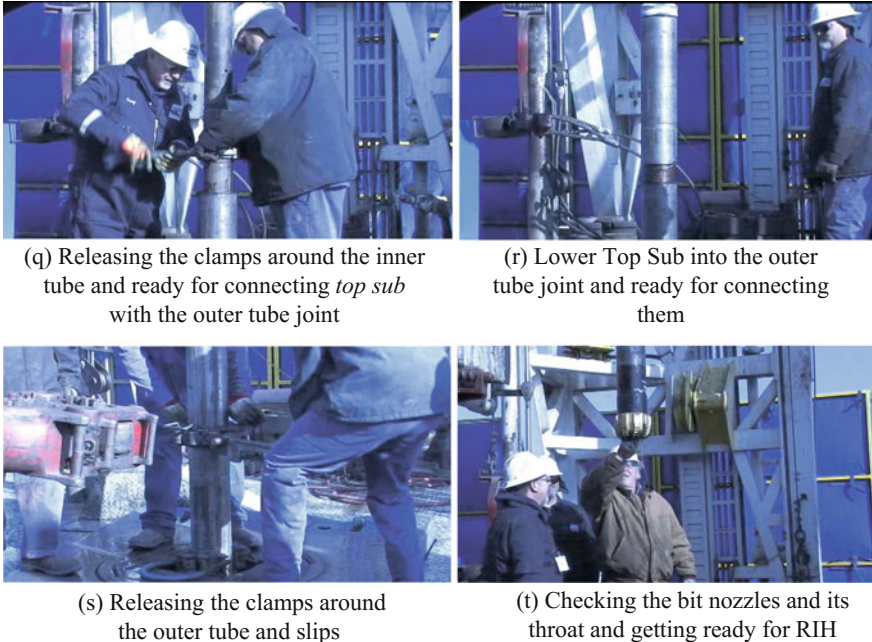 (q) Releasing the clamps around the inner
tube and ready for connecting top sub
with the outer tube joint
(r) Lower Top Sub into the outer
tube joint and ready for connecting
them
(s) Releasing the clamps around
the outer tube and slips
(t) Checking the bit nozzles and its
throat and getting ready for RIH